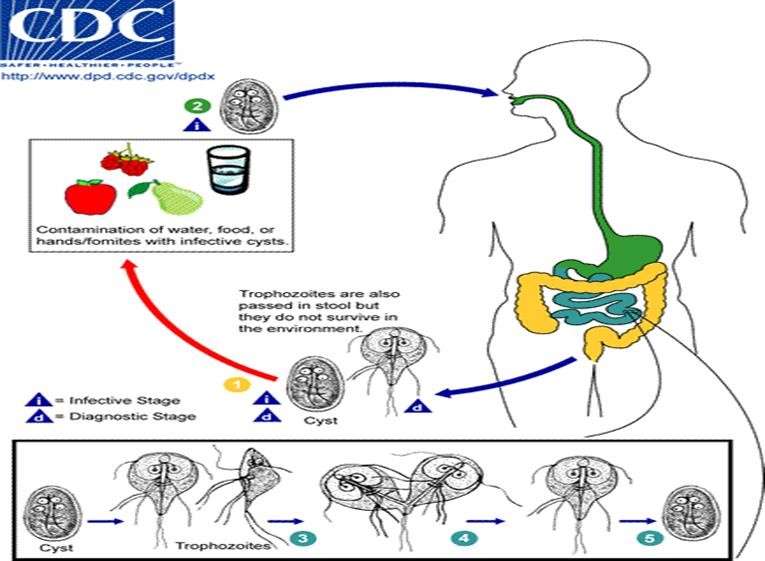 CDC
SAFER • HEALTHIER • PEOPLE™
http://www.dpd.cdc.gov/dpdx
2
i
Contamination of water, food, or
hands/fomites with infective cysts.
Trophozoites are also
passed in stool but
they do not survive in
the environment.
1
i
d
d
Cyst
i = Infective Stage
d = Diagnostic Stage
Cyst
Trophozoites
3
4
5